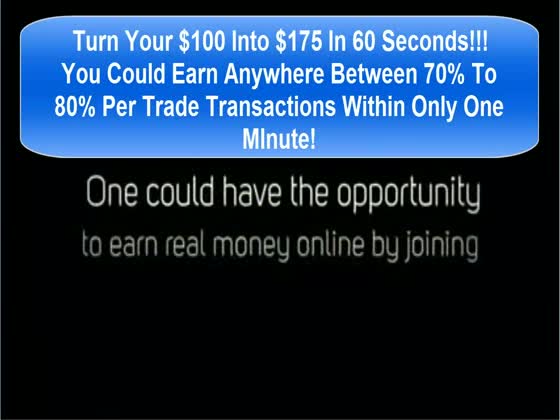 Turn Your $100 Into $175 In 60 Seconds!!!
You Could Earn Anywhere Between 70% To
80% Per Trade Transactions Within Only One
MInute!
One could have the opportunity
to earn real money online by joining